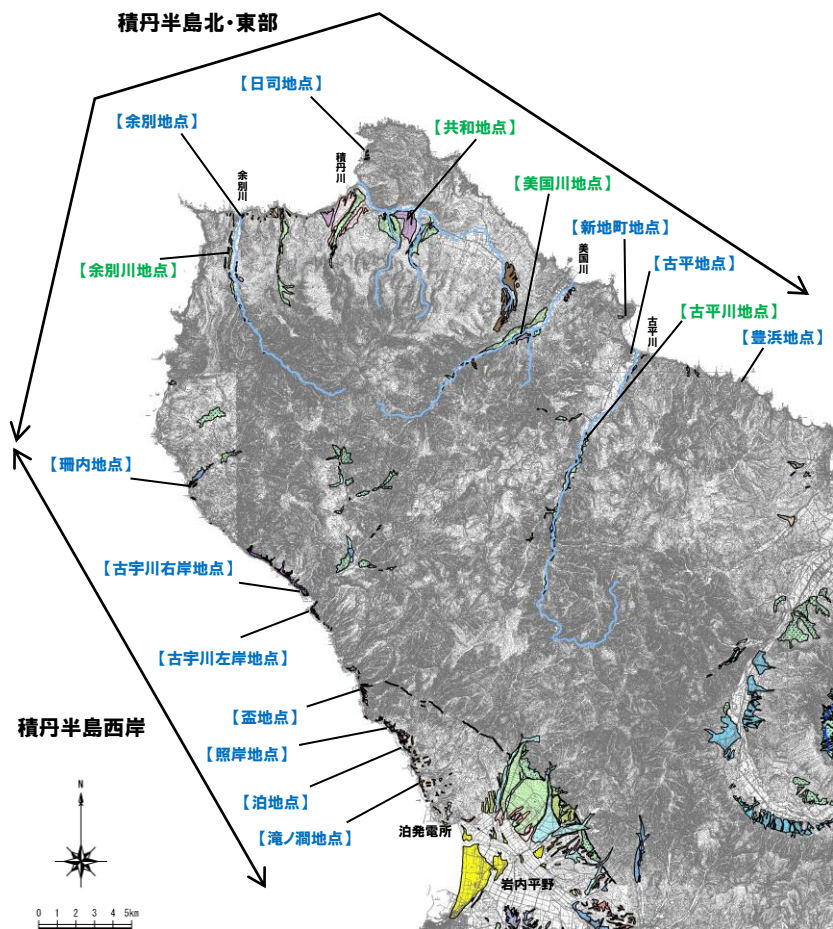 積丹半島北・東部
【日司地点】
【余別地点】
【共和地点】
積丹川
余別川
【美国川地点】
【新地町地点】
美国川
【余別川地点】
【古平地点】
【古平川地点】
古平川
【豊浜地点】
【珊内地点】
【古宇川右岸地点】
【古宇川左岸地点】
【盃地点】
積丹半島西岸
【照岸地点】
【泊地点】
【滝ノ澗地点】
泊発電所
岩内平野
N
0 1 2 3 4 5km